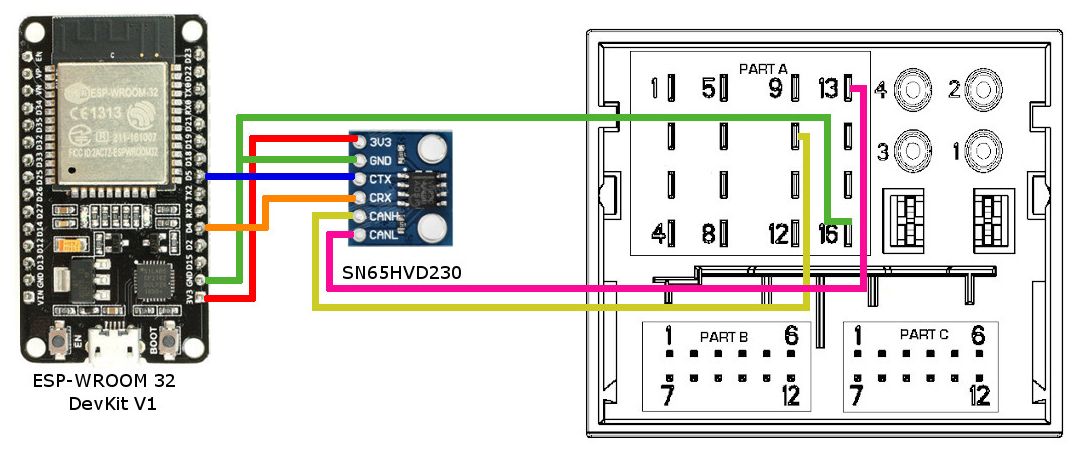 EN
VP
VN
D34
D35
D32
D33
D25
D26
D27
D14
D12
D13
GND
VIN
D23
D22
TX0
RX0
D21
D19
D18
D5
TX2
RX2
D4
D2
D15
GND
3V3
ESP-WROOM-32
CE1313
R 211-161007
FCC ID:2AC7Z-ESPWROOM32
EN
BOOT
ESP-WROOM 32
DevKit V1
3V3
GND
CTX
CRX
CANH
CANL
SN65HVD230
PART A
1 5 9 13
4 8 12 16
4 2
3 1
PART B
1 6
7 12
PART C
1 6
7 12